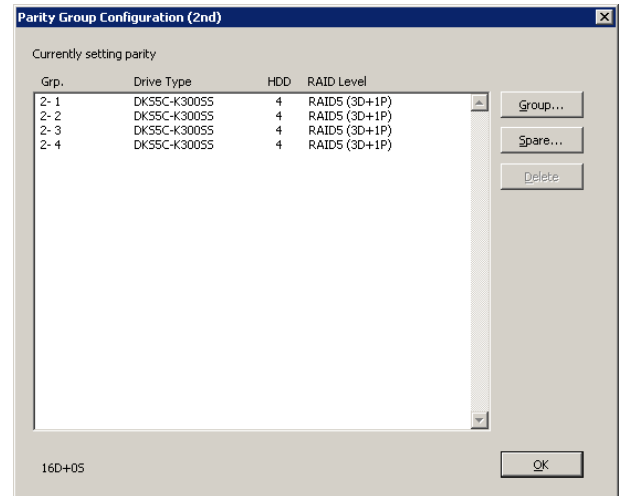 Parity Group Configuration (2nd)
Currently setting parity
Grp. Drive Type HDD RAID Level
2- 1 DKS5C-K300SS 4 RAID5 (3D+1P)
2- 2 DKS5C-K300SS 4 RAID5 (3D+1P)
2- 3 DKS5C-K300SS 4 RAID5 (3D+1P)
2- 4 DKS5C-K300SS 4 RAID5 (3D+1P)
Group...
Spare...
Delete
16D+0S
OK